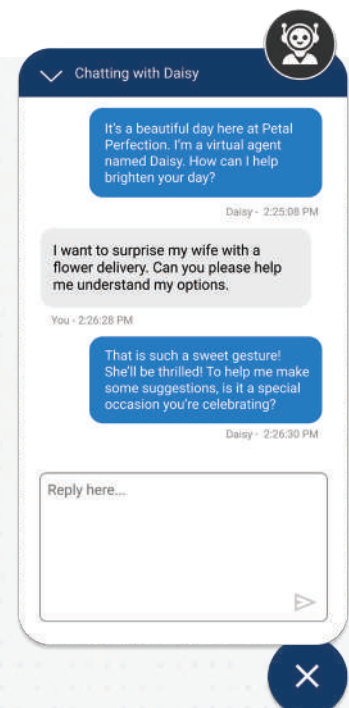 Chatting with Daisy
It's a beautiful day here at Petal
Perfection. I'm a virtual agent
named Daisy. How can I help
brighten your day?
Daisy - 2:25:08 PM
I want to surprise my wife with a
flower delivery. Can you please help
me understand my options.
You - 2:26:28 PM
That is such a sweet gesture!
She'll be thrilled! To help me make
some suggestions, is it a special
occasion you're celebrating?
Daisy - 2:26:30 PM
Reply here...